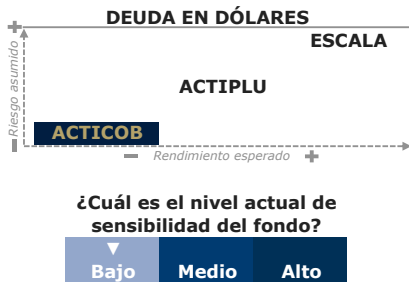 DEUDA EN DÓLARES
ESCALA
ACTIPLU
ACTICOB
Riesgo asumido
Rendimiento esperado
¿Cuál es el nivel actual de
sensibilidad del fondo?
Bajo Medio Alto